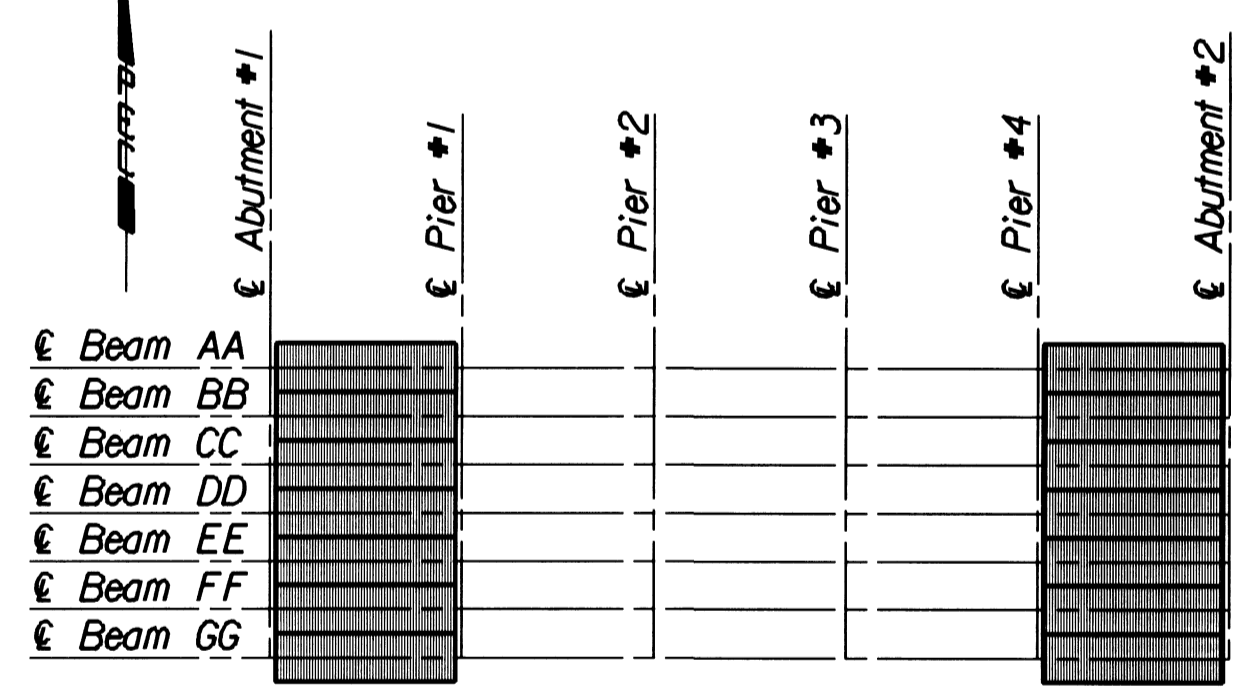 ℄ Abutment #1
℄ Pier #1
℄ Pier #2
℄ Pier #3
℄ Pier #4
℄ Abutment #2
℄ Beam AA
℄ Beam BB
℄ Beam CC
℄ Beam DD
℄ Beam EE
℄ Beam FF
℄ Beam GG